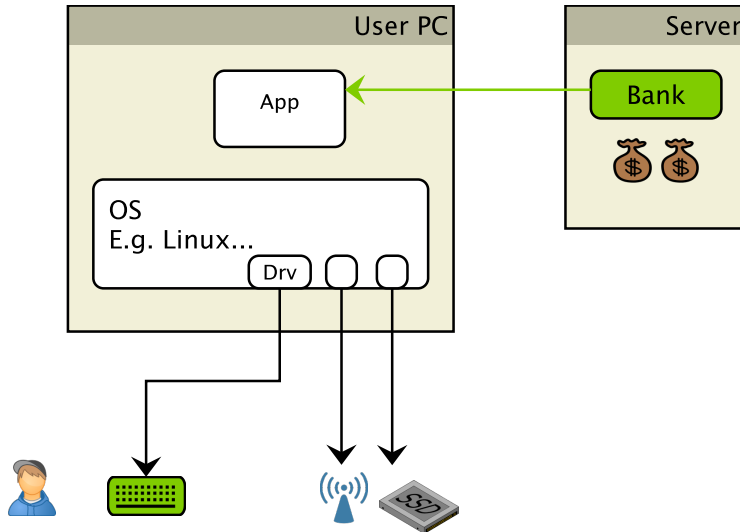 User PC
Server
App
Bank
$ $
OS
E.g. Linux...
Drv
SSD